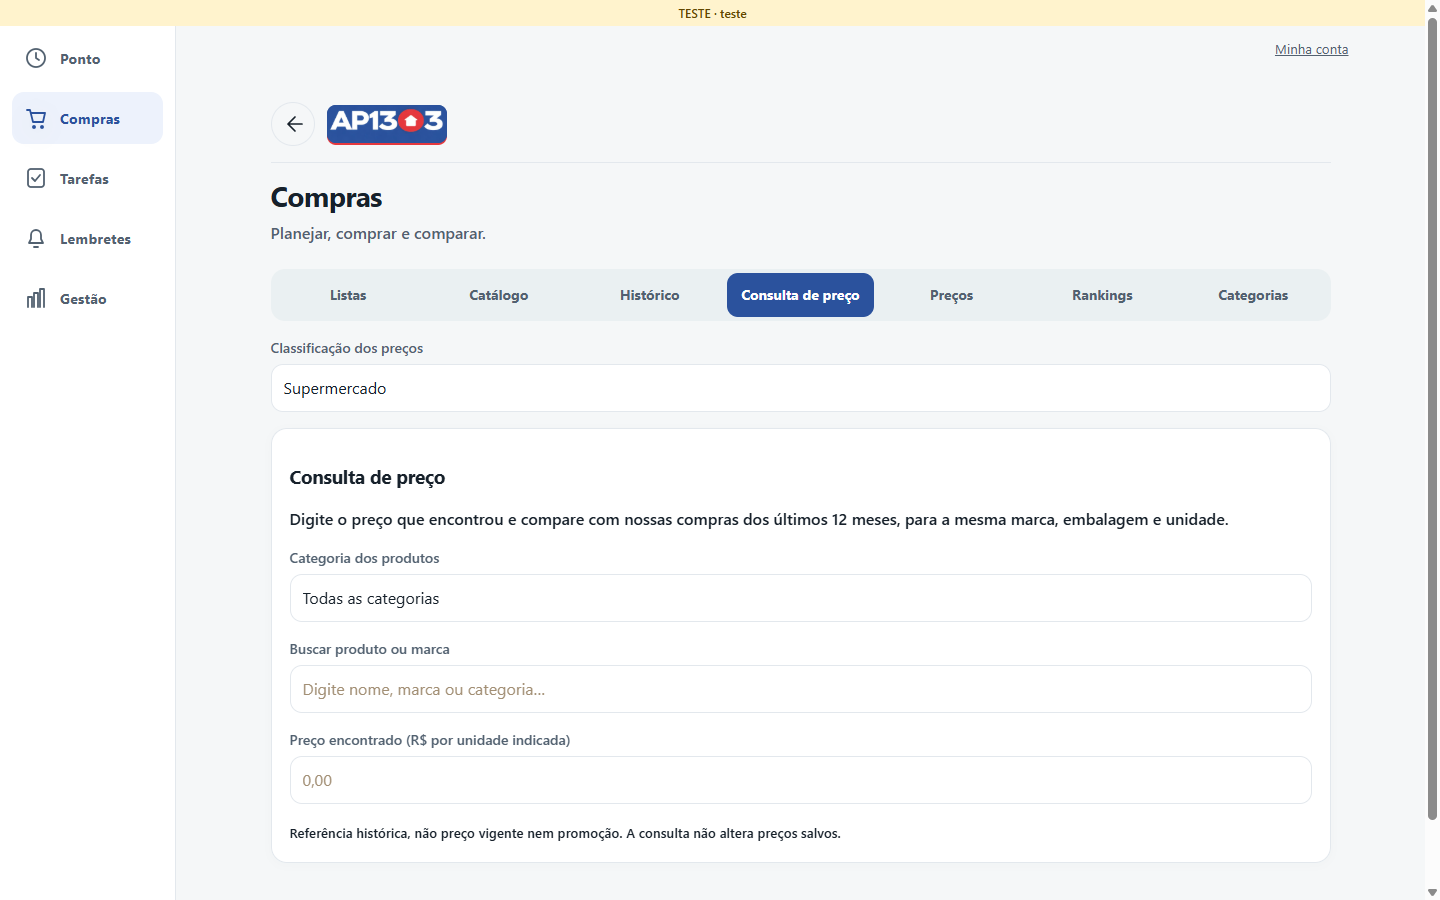 TESTE · teste
Minha conta
Ponto
Compras
Tarefas
Lembretes
Gestão
AP1303
Compras
Planejar, comprar e comparar.
Listas
Catálogo
Histórico
Consulta de preço
Preços
Rankings
Categorias
Classificação dos preços
Supermercado
Consulta de preço
Digite o preço que encontrou e compare com nossas compras dos últimos 12 meses, para a mesma marca, embalagem e unidade.
Categoria dos produtos
Todas as categorias
Buscar produto ou marca
Digite nome, marca ou categoria...
Preço encontrado (R$ por unidade indicada)
0,00
Referência histórica, não preço vigente nem promoção. A consulta não altera preços salvos.